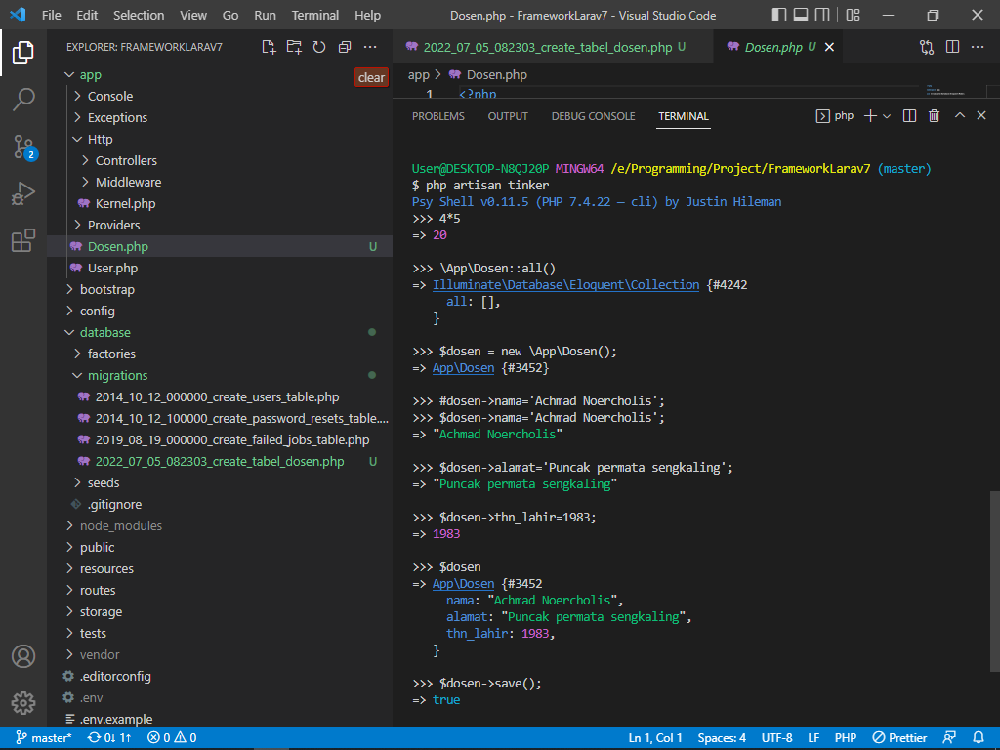 File Edit Selection View Go Run Terminal Help Dosen.php - FrameworkLarav7 - Visual Studio Code
EXPLORER: FRAMEWORKLARAV7
app
clear
Console
Exceptions
Http
Controllers
Middleware
Kernel.php
Providers
Dosen.php U
User.php
bootstrap
config
database
factories
migrations
2014_10_12_000000_create_users_table.php
2014_10_12_100000_create_password_resets_table....
2019_08_19_000000_create_failed_jobs_table.php
2022_07_05_082303_create_tabel_dosen.php U
seeds
.gitignore
node_modules
public
resources
routes
storage
tests
vendor
.editorconfig
.env
.env.example
2
2022_07_05_082303_create_tabel_dosen.php U Dosen.php U
app > Dosen.php
1 <?php
PROBLEMS OUTPUT DEBUG CONSOLE TERMINAL php
User@DESKTOP-N8QJ20P MINGW64 /e/Programming/Project/FrameworkLarav7 (master)
$ php artisan tinker
Psy Shell v0.11.5 (PHP 7.4.22 — cli) by Justin Hileman
>>> 4*5
=> 20
>>> \App\Dosen::all()
=> Illuminate\Database\Eloquent\Collection {#4242
all: [],
}
>>> $dosen = new \App\Dosen();
=> App\Dosen {#3452}
>>> #dosen->nama='Achmad Noercholis';
>>> $dosen->nama='Achmad Noercholis';
=> "Achmad Noercholis"
>>> $dosen->alamat='Puncak permata sengkaling';
=> "Puncak permata sengkaling"
>>> $dosen->thn_lahir=1983;
=> 1983
>>> $dosen
=> App\Dosen {#3452
nama: "Achmad Noercholis",
alamat: "Puncak permata sengkaling",
thn_lahir: 1983,
}
>>> $dosen->save();
=> true
master* 0↓ 1↑ 0 0 Ln 1, Col 1 Spaces: 4 UTF-8 LF PHP Prettier